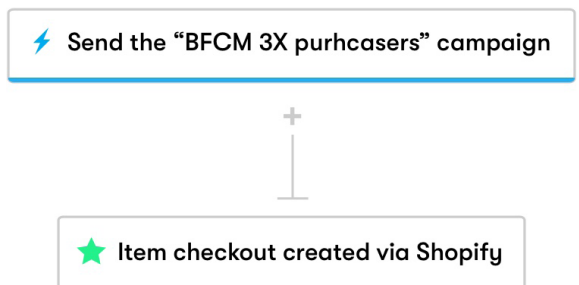 Send the “BFCM 3X purhcasers” campaign
Item checkout created via Shopify